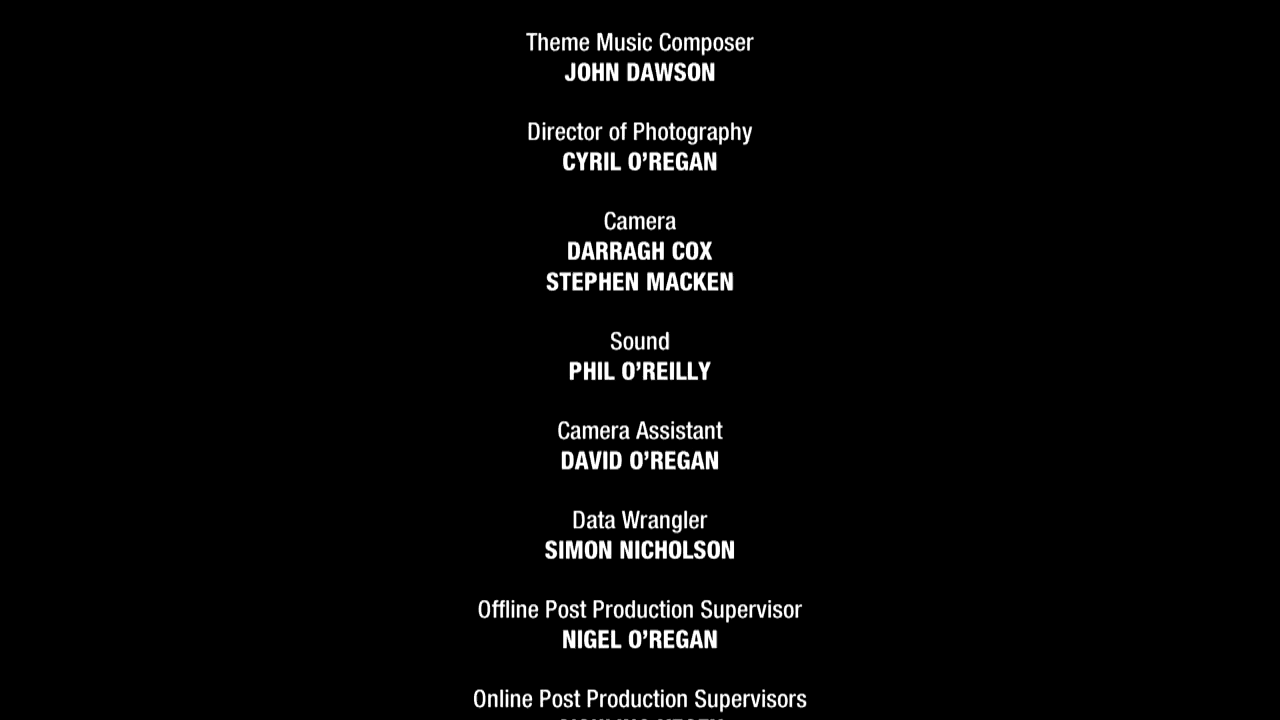 Theme Music Composer
JOHN DAWSON
Director of Photography
CYRIL O’REGAN
Camera
DARRAGH COX
STEPHEN MACKEN
Sound
PHIL O’REILLY
Camera Assistant
DAVID O’REGAN
Data Wrangler
SIMON NICHOLSON
Offline Post Production Supervisor
NIGEL O’REGAN
Online Post Production Supervisors